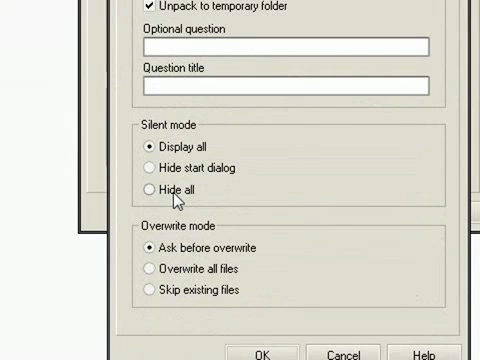 Unpack to temporary folder
Optional question
Question title
Silent mode
Display all
Hide start dialog
Hide all
Overwrite mode
Ask before overwrite
Overwrite all files
Skip existing files
OK Cancel Help